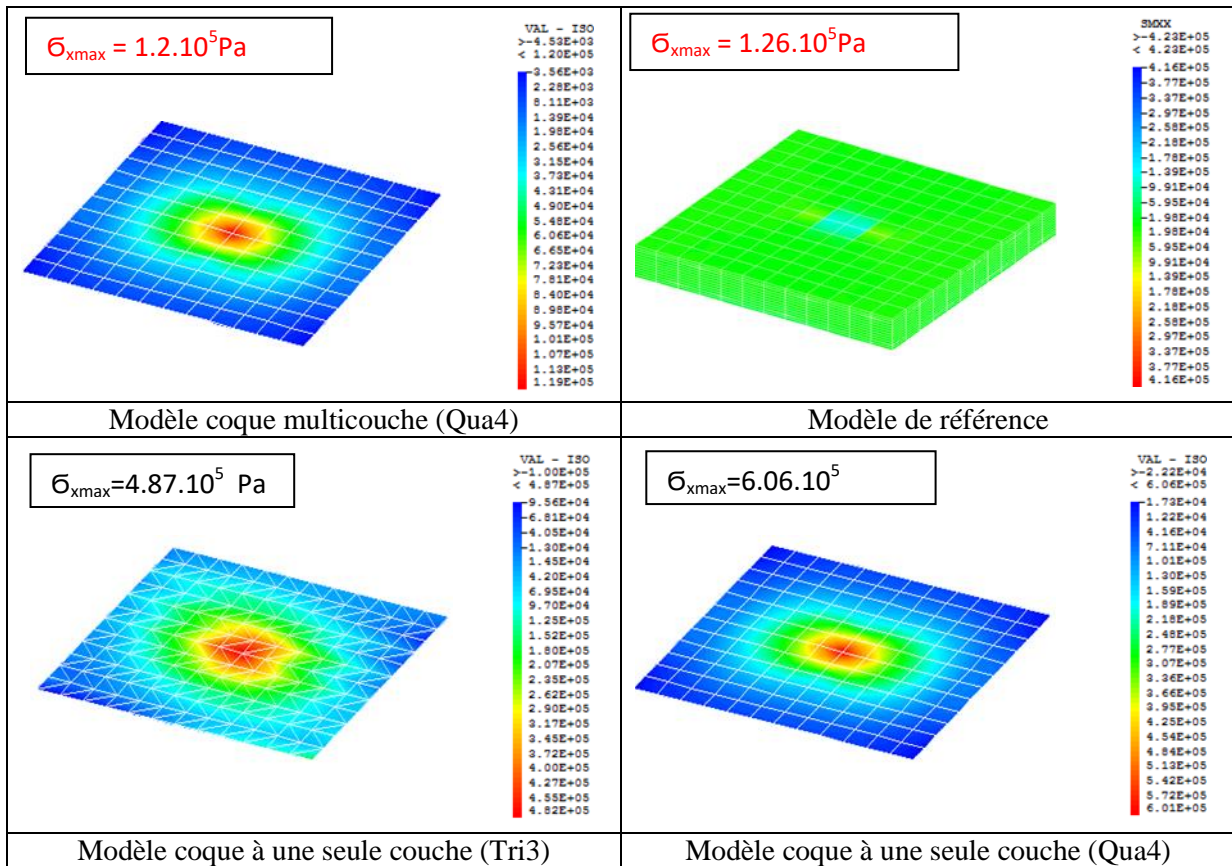 Ϭxmax = 1.2.10⁵Pa
VAL - ISO
>-4.53E+03
< 1.20E+05
-3.56E+03
2.28E+03
8.11E+03
1.39E+04
1.98E+04
2.56E+04
3.15E+04
3.73E+04
4.31E+04
4.90E+04
5.48E+04
6.06E+04
6.65E+04
7.23E+04
7.81E+04
8.40E+04
8.98E+04
9.57E+04
1.01E+05
1.07E+05
1.13E+05
1.19E+05
Modèle coque multicouche (Qua4)
Ϭxmax = 1.26.10⁵Pa
SMXX
>-4.23E+05
< 4.23E+05
-4.16E+05
-3.77E+05
-3.37E+05
-2.97E+05
-2.58E+05
-2.18E+05
-1.78E+05
-1.39E+05
-9.91E+04
-5.95E+04
-1.98E+04
1.98E+04
5.95E+04
9.91E+04
1.39E+05
1.78E+05
2.18E+05
2.58E+05
2.97E+05
3.37E+05
3.77E+05
4.16E+05
Modèle de référence
Ϭxmax=4.87.10⁵ Pa
VAL - ISO
>-1.00E+05
< 4.87E+05
-9.56E+04
-6.81E+04
-4.05E+04
-1.30E+04
1.45E+04
4.20E+04
6.95E+04
9.70E+04
1.25E+05
1.52E+05
1.80E+05
2.07E+05
2.35E+05
2.62E+05
2.90E+05
3.17E+05
3.45E+05
3.72E+05
4.00E+05
4.27E+05
4.55E+05
4.82E+05
Modèle coque à une seule couche (Tri3)
Ϭxmax=6.06.10⁵
VAL - ISO
>-2.22E+04
< 6.06E+05
-1.73E+04
1.22E+04
4.16E+04
7.11E+04
1.01E+05
1.30E+05
1.59E+05
1.89E+05
2.18E+05
2.48E+05
2.77E+05
3.07E+05
3.36E+05
3.66E+05
3.95E+05
4.25E+05
4.54E+05
4.84E+05
5.13E+05
5.42E+05
5.72E+05
6.01E+05
Modèle coque à une seule couche (Qua4)